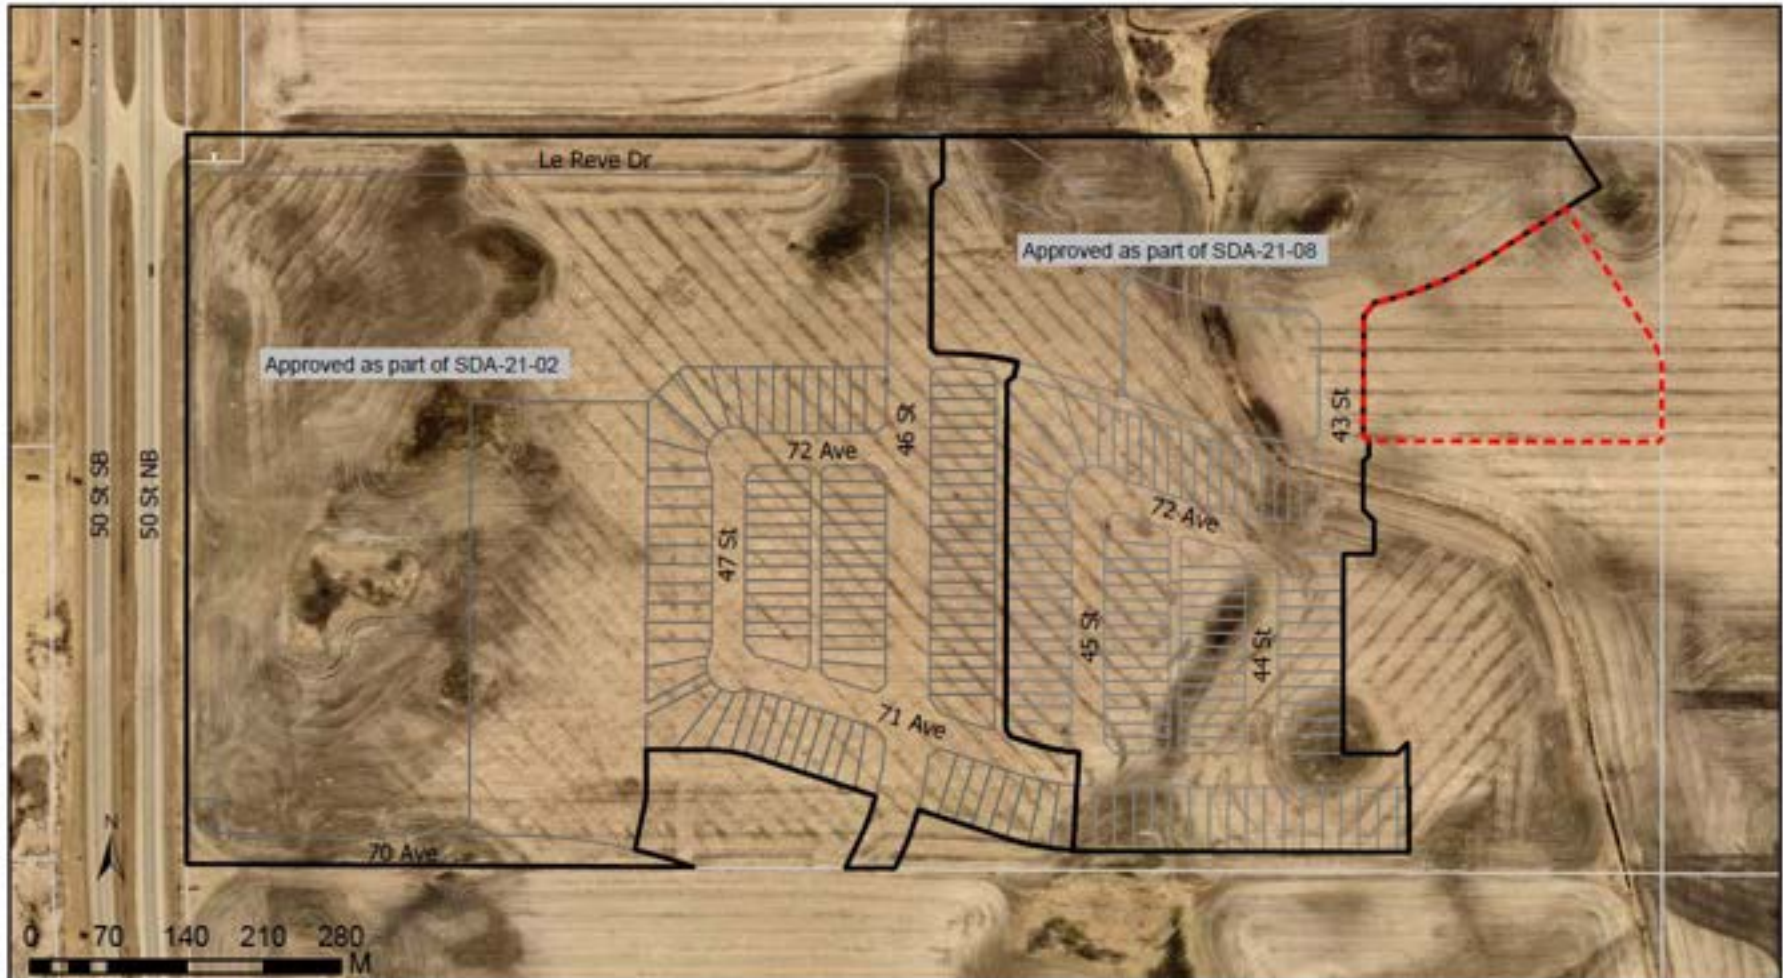 Le Reve Dr
Approved as part of SDA-21-08
Approved as part of SDA-21-02
43 St
46 St
72 Ave
50 St SB
50 St NB
72 Ave
47 St
45 St
44 St
71 Ave
N
70 Ave
0 70 140 210 280
M